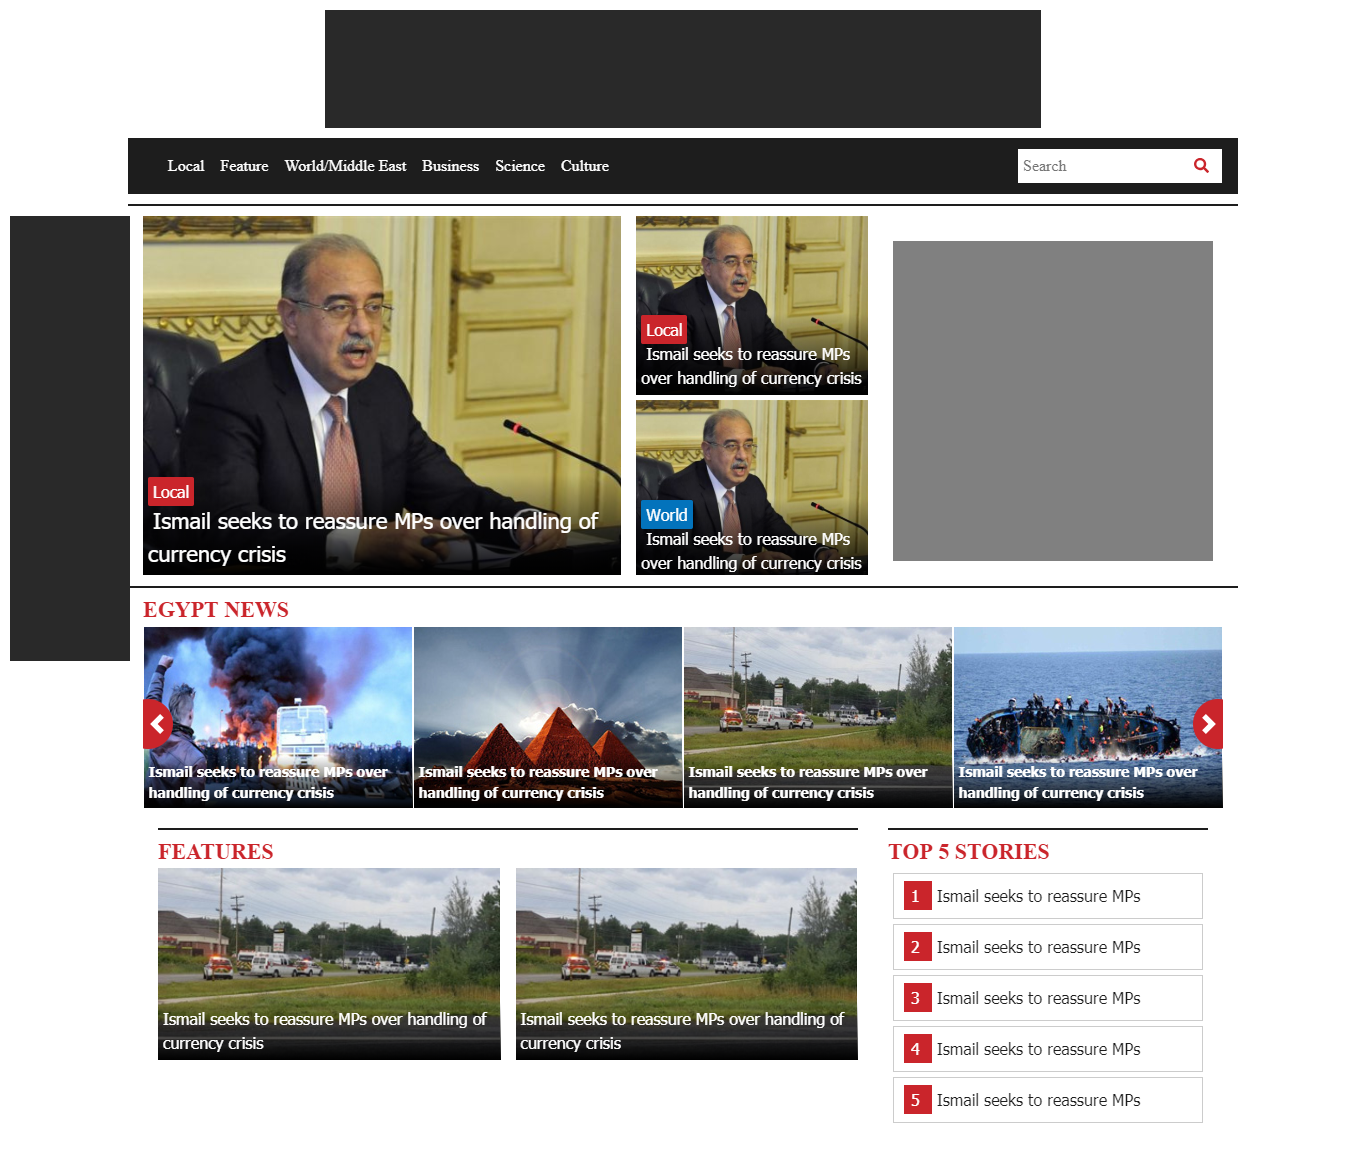 Local Feature World/Middle East Business Science Culture Search
Local
Ismail seeks to reassure MPs over handling of
currency crisis
Local
Ismail seeks to reassure MPs
over handling of currency crisis
World
Ismail seeks to reassure MPs
over handling of currency crisis
EGYPT NEWS
Ismail seeks to reassure MPs over
handling of currency crisis
Ismail seeks to reassure MPs over
handling of currency crisis
Ismail seeks to reassure MPs over
handling of currency crisis
Ismail seeks to reassure MPs over
handling of currency crisis
FEATURES
Ismail seeks to reassure MPs over handling of
currency crisis
Ismail seeks to reassure MPs over handling of
currency crisis
TOP 5 STORIES
1 Ismail seeks to reassure MPs
2 Ismail seeks to reassure MPs
3 Ismail seeks to reassure MPs
4 Ismail seeks to reassure MPs
5 Ismail seeks to reassure MPs